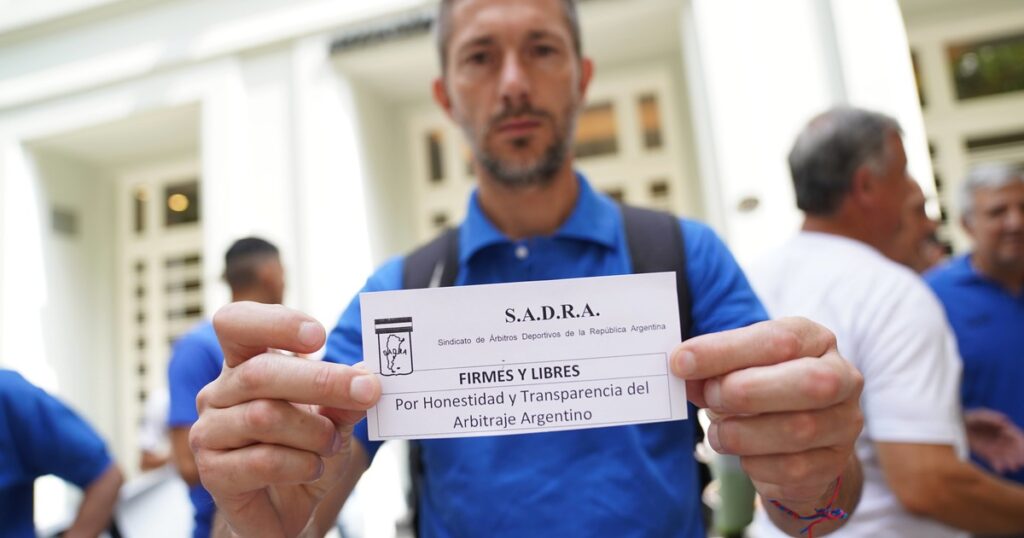 S.A.D.R.A.
Sindicato de Árbitros Deportivos de la República Argentina
SADRA
FIRMES Y LIBRES
Por Honestidad y Transparencia del
Arbitraje Argentino